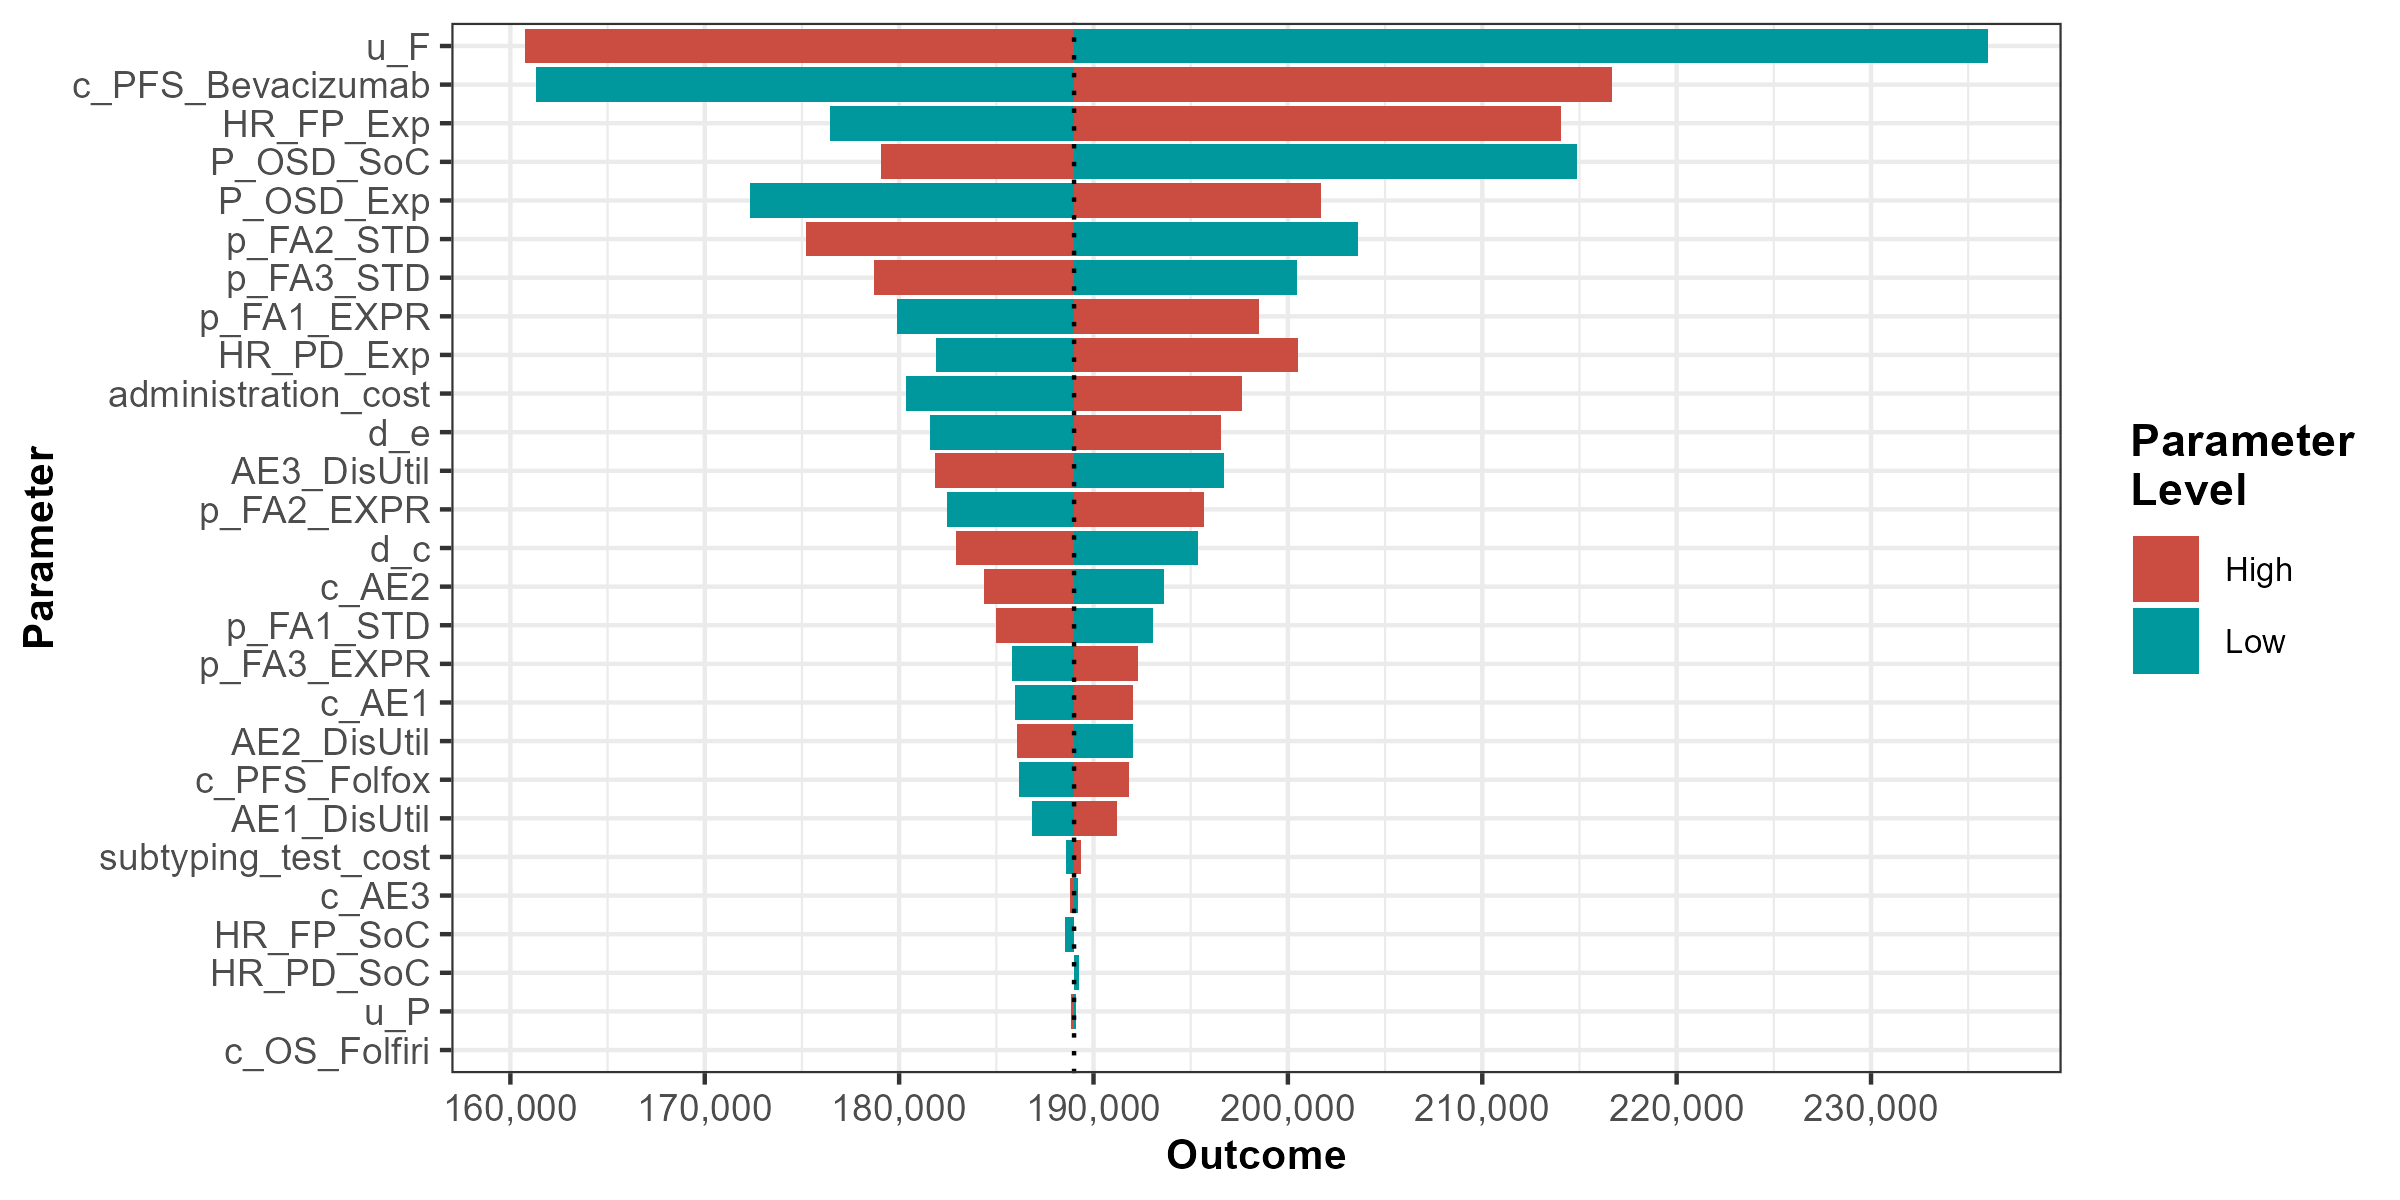 u_F
c_PFS_Bevacizumab
HR_FP_Exp
P_OSD_SoC
P_OSD_Exp
p_FA2_STD
p_FA3_STD
p_FA1_EXPR
HR_PD_Exp
administration_cost
d_e
AE3_DisUtil
p_FA2_EXPR
d_c
c_AE2
p_FA1_STD
p_FA3_EXPR
c_AE1
AE2_DisUtil
c_PFS_Folfox
AE1_DisUtil
subtyping_test_cost
c_AE3
HR_FP_SoC
HR_PD_SoC
u_P
c_OS_Folfiri
Parameter
160,000 170,000 180,000 190,000 200,000 210,000 220,000 230,000
Outcome
Parameter
Level
High
Low